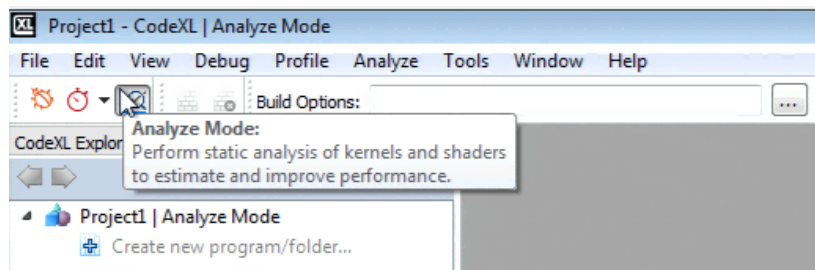 XL Project1 - CodeXL | Analyze Mode
File Edit View Debug Profile Analyze Tools Window Help
Build Options: ...
Analyze Mode:
CodeXL Explor
Perform static analysis of kernels and shaders
to estimate and improve performance.
Project1 | Analyze Mode
Create new program/folder...